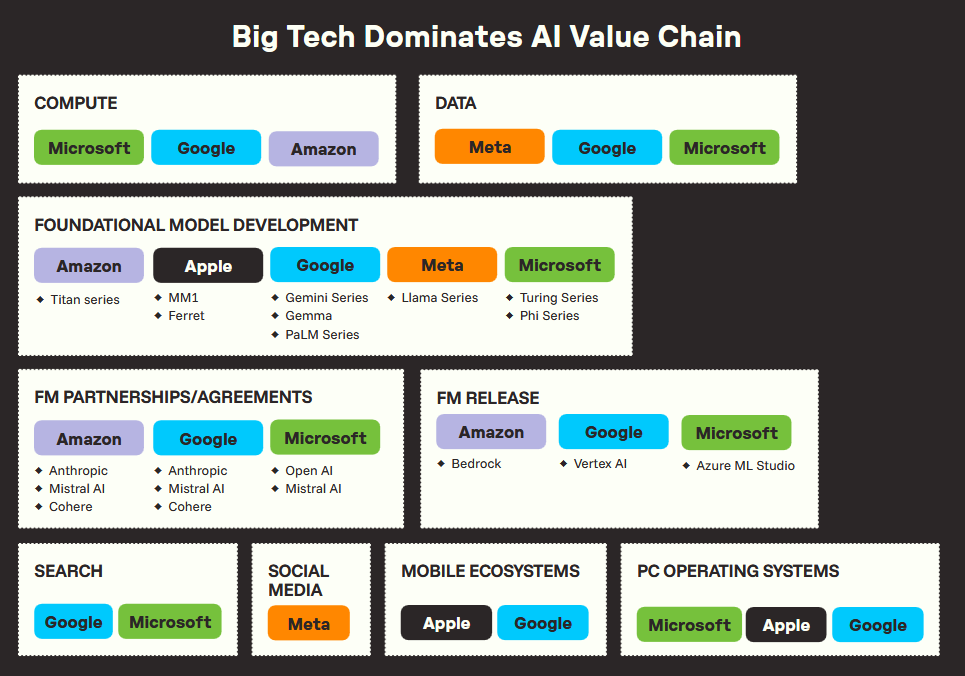 Big Tech Dominates AI Value Chain
COMPUTE
Microsoft Google Amazon
DATA
Meta Google Microsoft
FOUNDATIONAL MODEL DEVELOPMENT
Amazon
Titan series
Apple
MM1
Ferret
Google
Gemini Series
Gemma
PaLM Series
Meta
Llama Series
Microsoft
Turing Series
Phi Series
FM PARTNERSHIPS/AGREEMENTS
Amazon
Anthropic
Mistral AI
Cohere
Google
Anthropic
Mistral AI
Cohere
Microsoft
Open AI
Mistral AI
FM RELEASE
Amazon
Bedrock
Google
Vertex AI
Microsoft
Azure ML Studio
SEARCH
Google Microsoft
SOCIAL
MEDIA
Meta
MOBILE ECOSYSTEMS
Apple Google
PC OPERATING SYSTEMS
Microsoft Apple Google